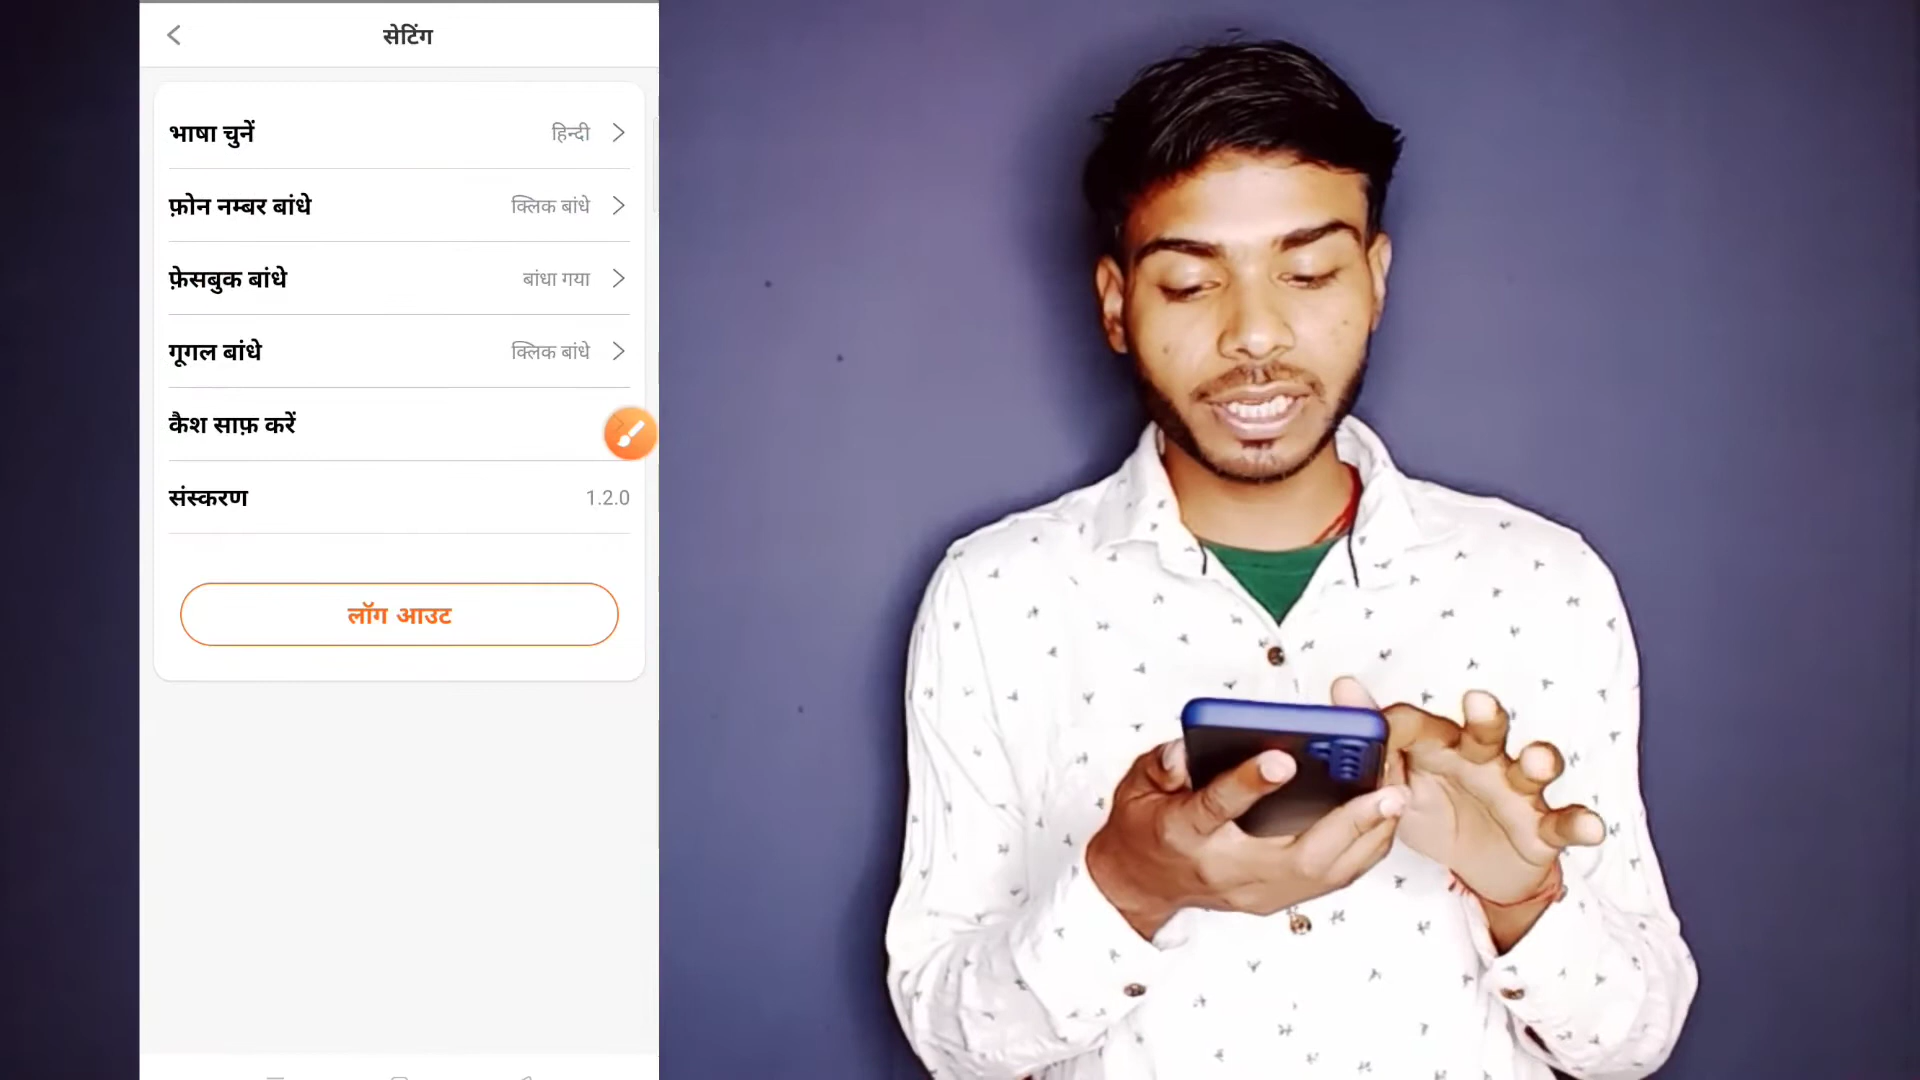 सेटिंग
भाषा चुनें हिन्दी
फ़ोन नम्बर बांधे क्लिक बांधे
फ़ेसबुक बांधे बांधा गया
गूगल बांधे क्लिक बांधे
कैश साफ़ करें
संस्करण 1.2.0
लॉग आउट